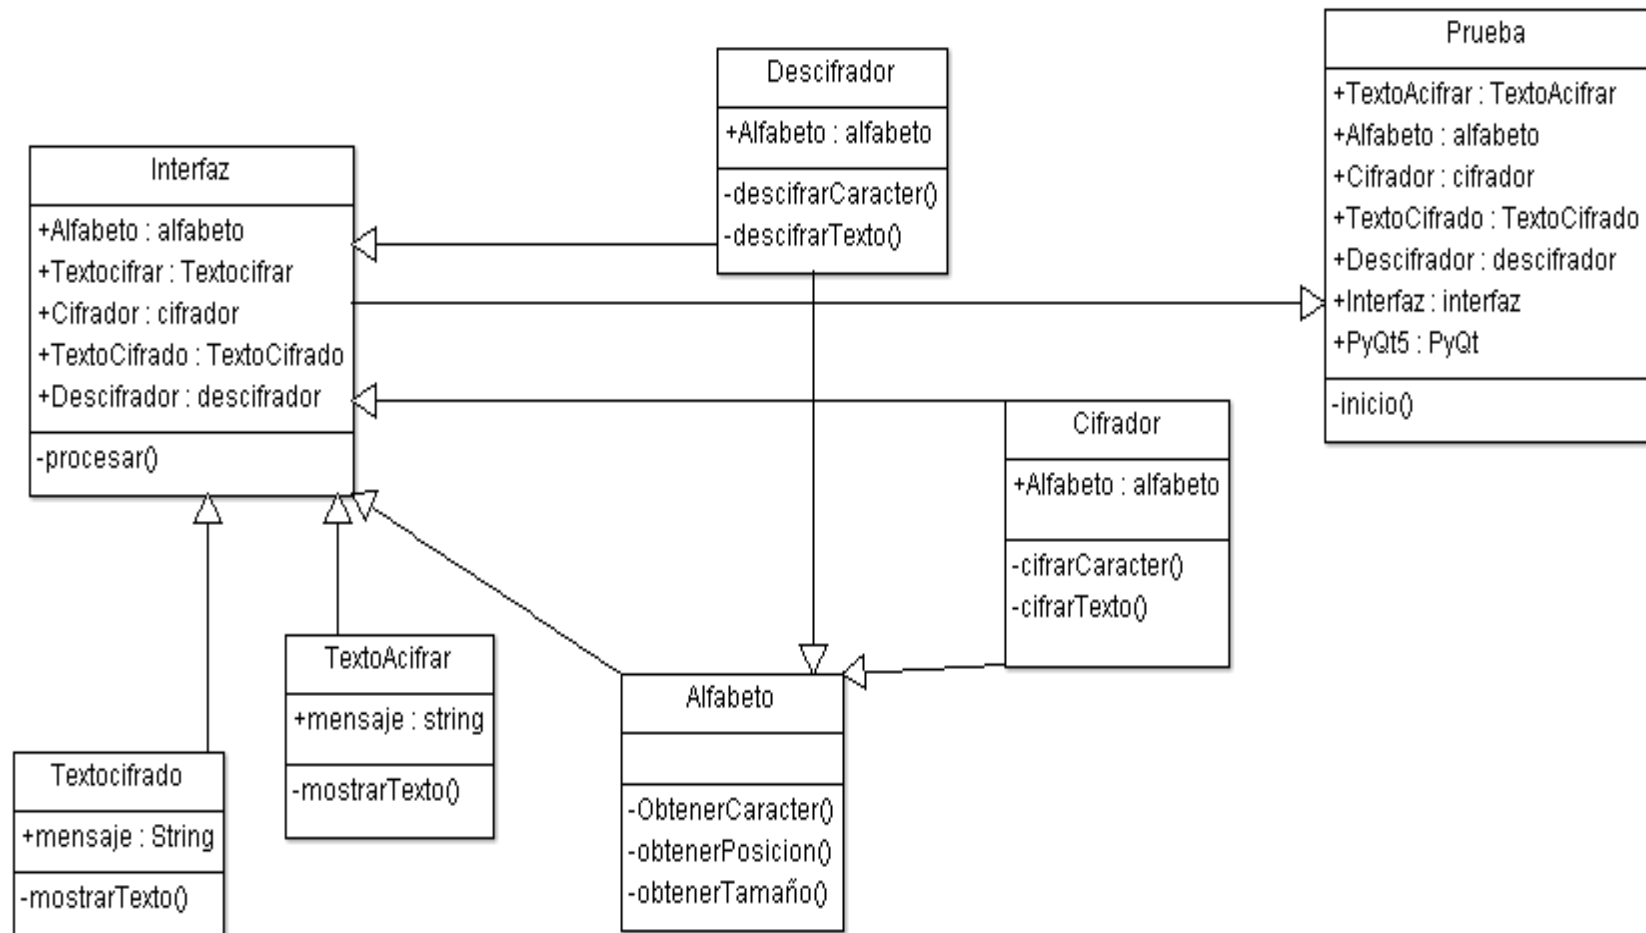 Prueba
+TextoAcifrar : TextoAcifrar
+Alfabeto : alfabeto
+Cifrador : cifrador
+TextoCifrado : TextoCifrado
+Descifrador : descifrador
+Interfaz : interfaz
+PyQt5 : PyQt
-inicio()
Descifrador
+Alfabeto : alfabeto
-descifrarCaracter()
-descifrarTexto()
Interfaz
+Alfabeto : alfabeto
+Textocifrar : Textocifrar
+Cifrador : cifrador
+TextoCifrado : TextoCifrado
+Descifrador : descifrador
-procesar()
Cifrador
+Alfabeto : alfabeto
-cifrarCaracter()
-cifrarTexto()
TextoAcifrar
+mensaje : string
-mostrarTexto()
Alfabeto
-ObtenerCaracter()
-obtenerPosicion()
-obtenerTamaño()
Textocifrado
+mensaje : String
-mostrarTexto()